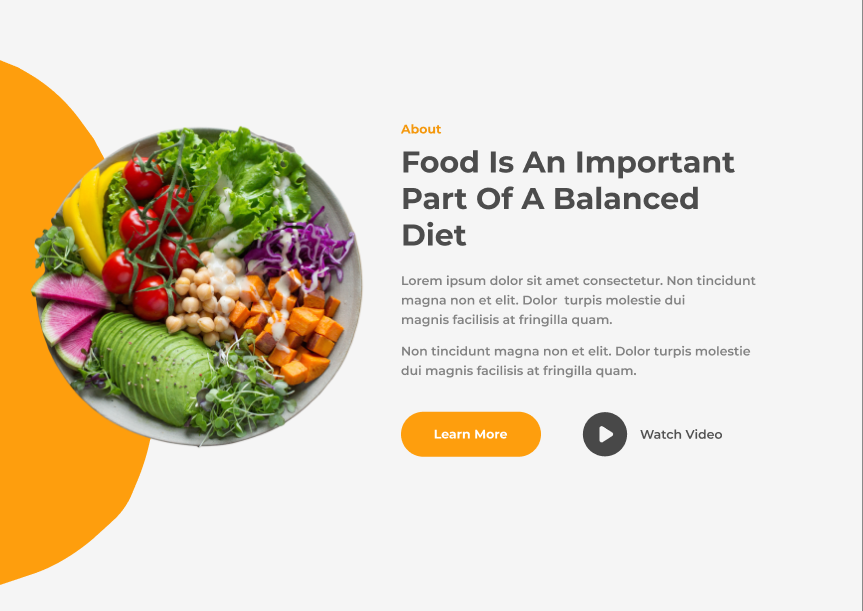 About
Food Is An Important
Part Of A Balanced
Diet
Lorem ipsum dolor sit amet consectetur. Non tincidunt
magna non et elit. Dolor  turpis molestie dui
magnis facilisis at fringilla quam.
Non tincidunt magna non et elit. Dolor turpis molestie
dui magnis facilisis at fringilla quam.
Learn More
Watch Video